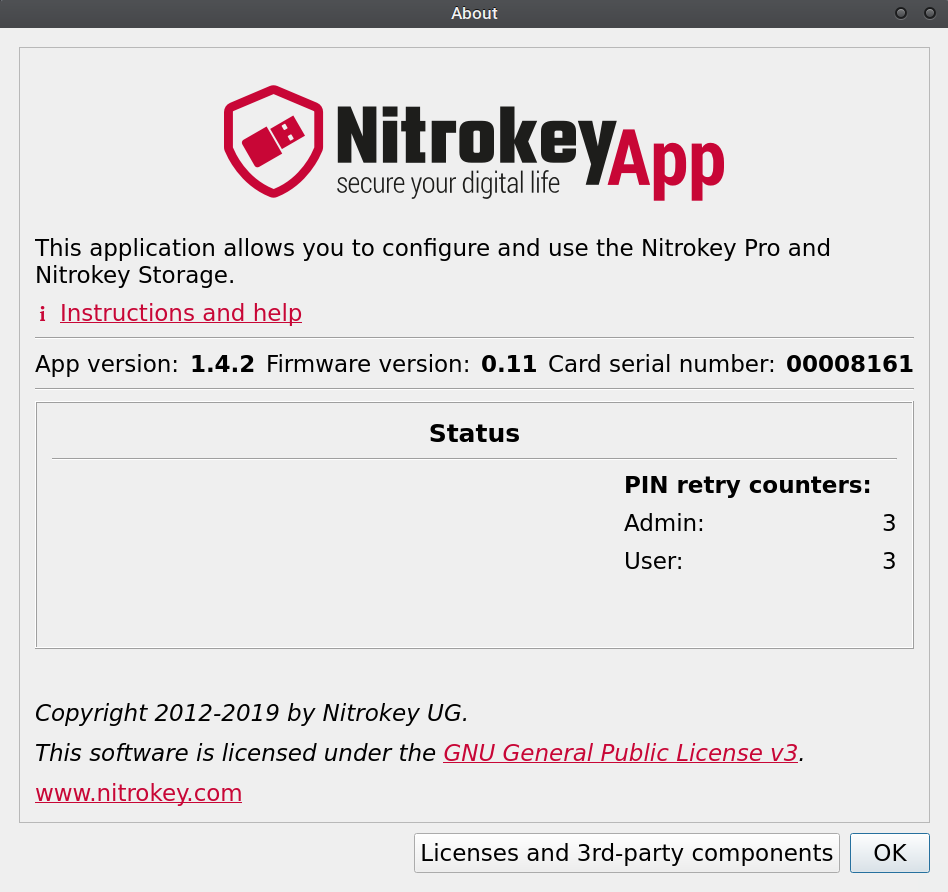 About
NitrokeyApp
secure your digital life
This application allows you to configure and use the Nitrokey Pro and
Nitrokey Storage.
i Instructions and help
App version: 1.4.2 Firmware version: 0.11 Card serial number: 00008161
Status
PIN retry counters:
Admin: 3
User: 3
Copyright 2012-2019 by Nitrokey UG.
This software is licensed under the GNU General Public License v3.
www.nitrokey.com
Licenses and 3rd-party components OK